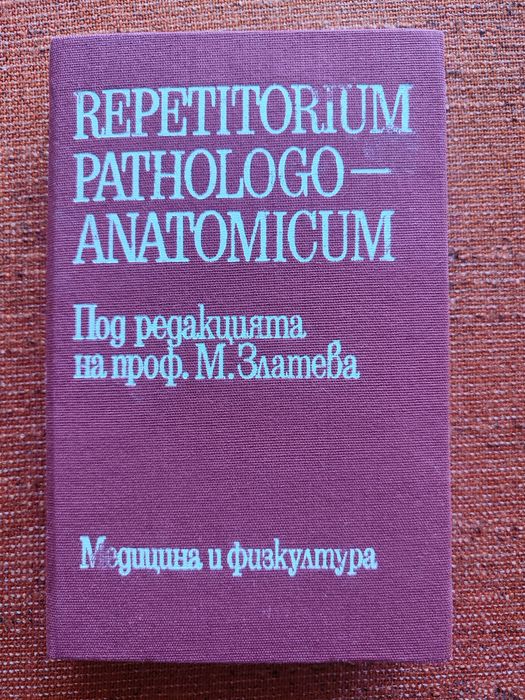 REPETITORIUM
PATHOLOGO—
ANATOMICUM
Под редакцията
на проф. М. Златева
Медицина и физкултура